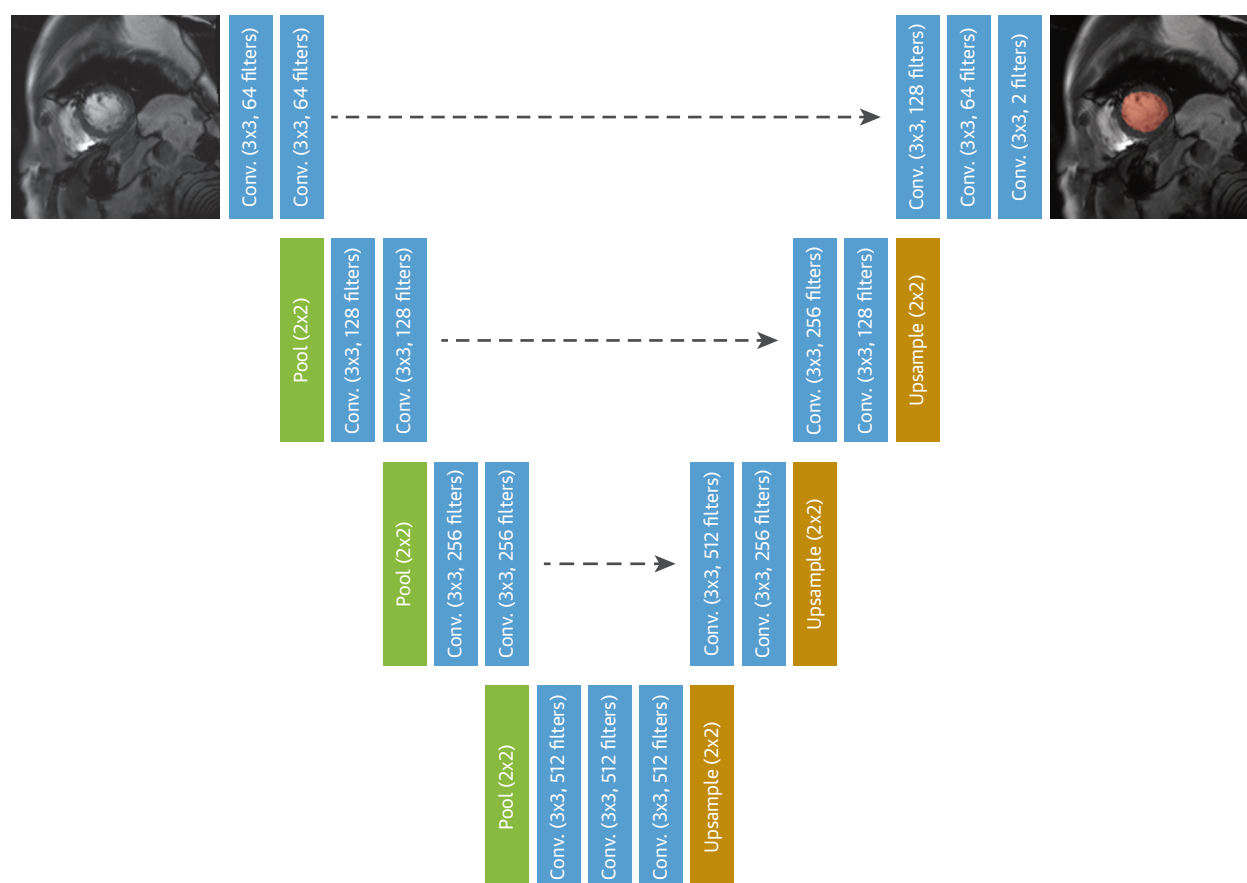 Conv. (3x3, 64 filters)
Conv. (3x3, 64 filters)
Conv. (3x3, 128 filters)
Conv. (3x3, 64 filters)
Conv. (3x3, 2 filters)
Pool (2x2)
Conv. (3x3, 128 filters)
Conv. (3x3, 128 filters)
Conv. (3x3, 256 filters)
Conv. (3x3, 128 filters)
Upsample (2x2)
Pool (2x2)
Conv. (3x3, 256 filters)
Conv. (3x3, 256 filters)
Conv. (3x3, 512 filters)
Conv. (3x3, 256 filters)
Upsample (2x2)
Pool (2x2)
Conv. (3x3, 512 filters)
Conv. (3x3, 512 filters)
Conv. (3x3, 512 filters)
Upsample (2x2)